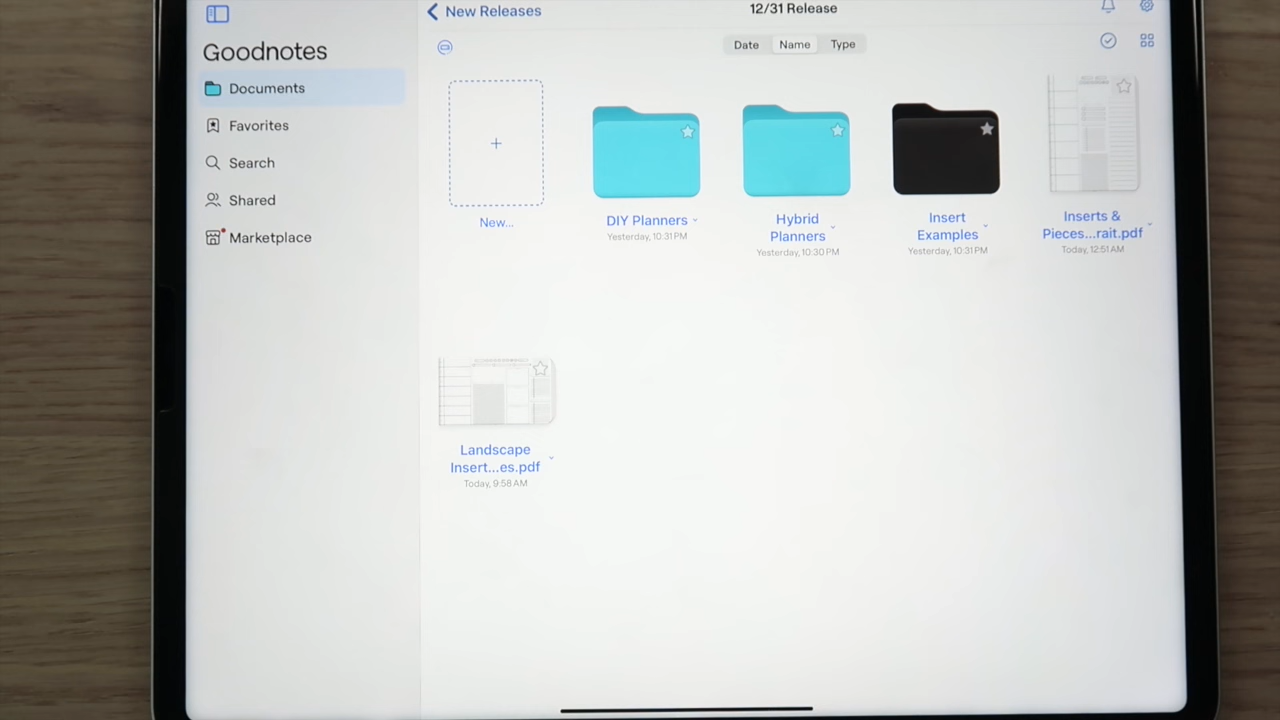 New Releases
12/31 Release
Goodnotes
Date
Name
Type
Documents
Favorites
Search
Shared
Marketplace
New...
DIY Planners
Yesterday, 10:31 PM
Hybrid
Planners
Yesterday, 10:30 PM
Insert
Examples
Yesterday, 10:31 PM
Inserts &
Pieces...rait.pdf
Today, 12:51 AM
Landscape
Insert...es.pdf
Today, 9:58 AM